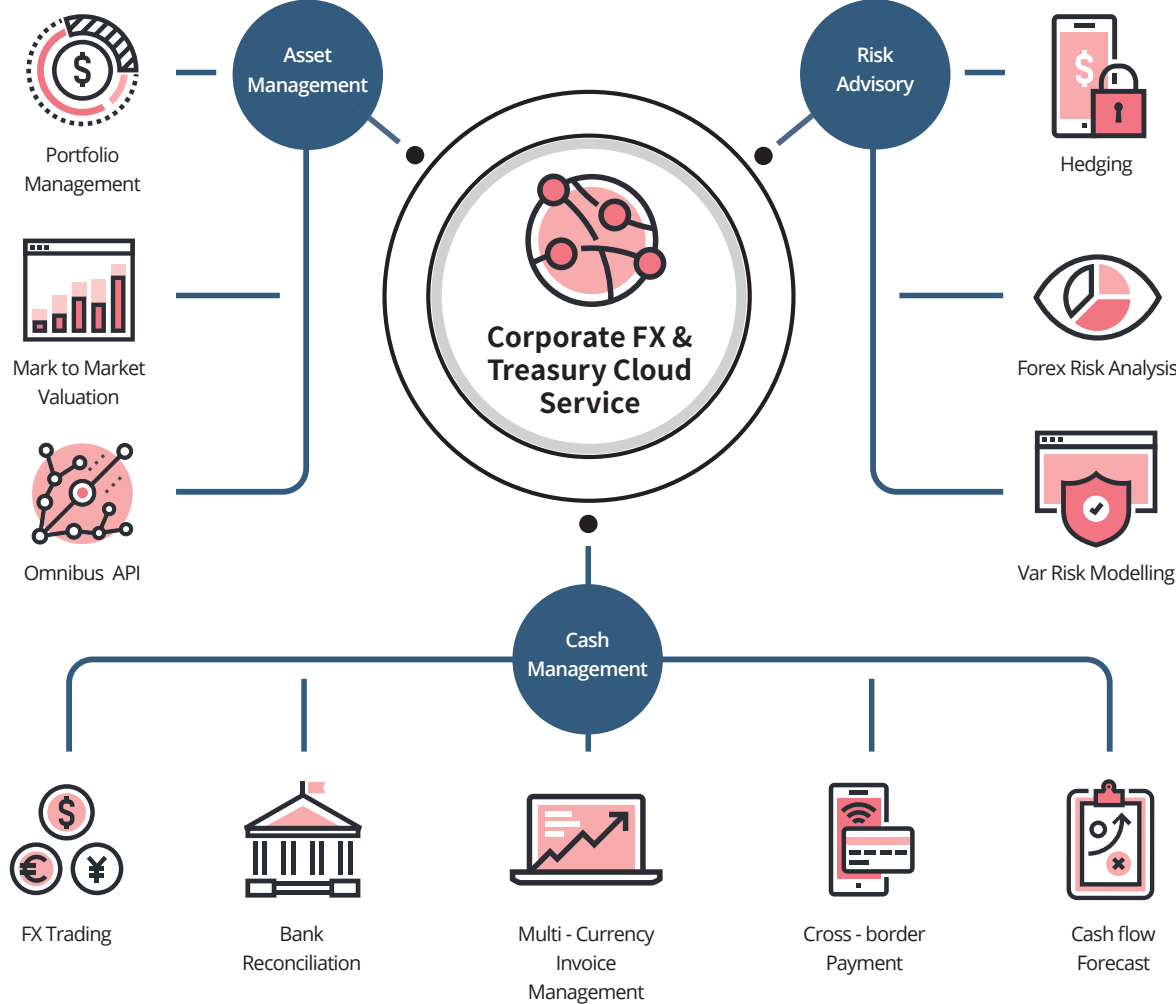 Asset
Management
Risk
Advisory
$
Portfolio
Management
$
Hedging
Corporate FX &
Treasury Cloud
Service
Mark to Market
Valuation
Forex Risk Analysis
Omnibus API
Var Risk Modelling
Cash
Management
$
€
¥
FX Trading
Bank
Reconciliation
Multi - Currency
Invoice
Management
Cross - border
Payment
Cash flow
Forecast